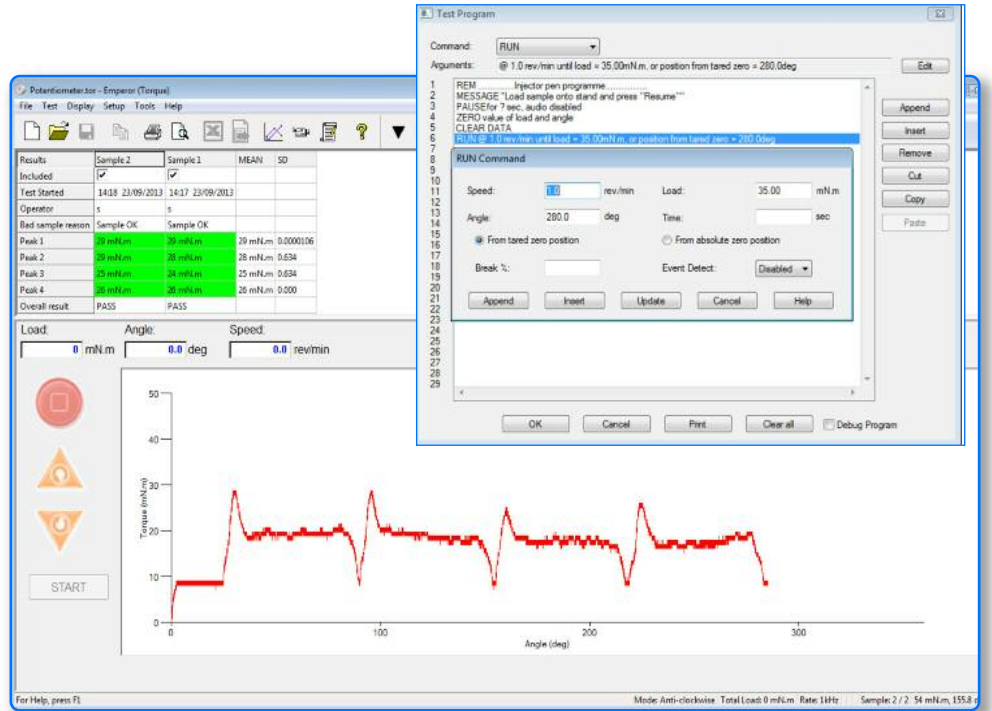 Test Program
Command: RUN
Arguments: @ 1.0 rev/min until load = 35.00mN.m, or position from tared zero = 280.0deg Edit
1 REM................Injector pen programme................
2 MESSAGE "Load sample onto stand and press "Resume""
3 PAUSEfor ? sec, audio disabled
4 ZERO value of load and angle
5 CLEAR DATA
6 RUN @ 1.0 rev/min until load = 35.00mN.m, or position from tared zero = 280.0deg
7
8
9
10
11
12
13
14
15
16
17
18
19
20
21
22
23
24
25
26
27
28
29
Append
Insert
Remove
Cut
Copy
Paste
RUN Command
Speed: 1.0 rev/min Load: 35.00 mN.m
Angle: 280.0 deg Time: sec
From tared zero position From absolute zero position
Break %: Event Detect: Disabled
Append Insert Update Cancel Help
OK Cancel Print Clear all Debug Program
Potentiometer.tor - Emperor (Torque)
File Test Display Setup Tools Help
Results Sample 2 Sample 1 MEAN SD
Included
Test Started 14:18 23/09/2013 14:17 23/09/2013
Operator s s
Bad sample reason Sample OK Sample OK
Peak 1 29 mN.m 29 mN.m 29 mN.m 0.0000106
Peak 2 29 mN.m 28 mN.m 28 mN.m 0.634
Peak 3 25 mN.m 24 mN.m 25 mN.m 0.634
Peak 4 26 mN.m 26 mN.m 26 mN.m 0.000
Overall result PASS PASS
Load: Angle: Speed:
0 mN.m 0.0 deg 0.0 rev/min
START
Torque (mN.m)
50
40
30
20
10
0
0 100 200 300
Angle (deg)
For Help, press F1
Mode: Anti-clockwise Total Load: 0 mN.m Rate: 1kHz Sample: 2 / 2 54 mN.m, 155.8